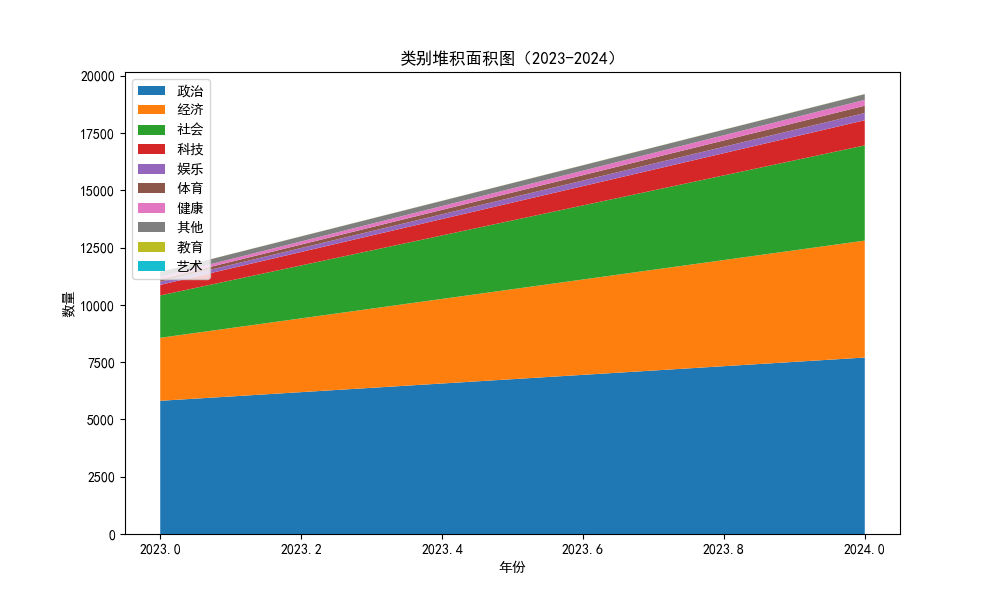 类别堆积面积图（2023-2024）
20000
17500
15000
12500
10000
7500
5000
2500
0
数量
政治
经济
社会
科技
娱乐
体育
健康
其他
教育
艺术
2023.0
2023.2
2023.4
2023.6
2023.8
2024.0
年份